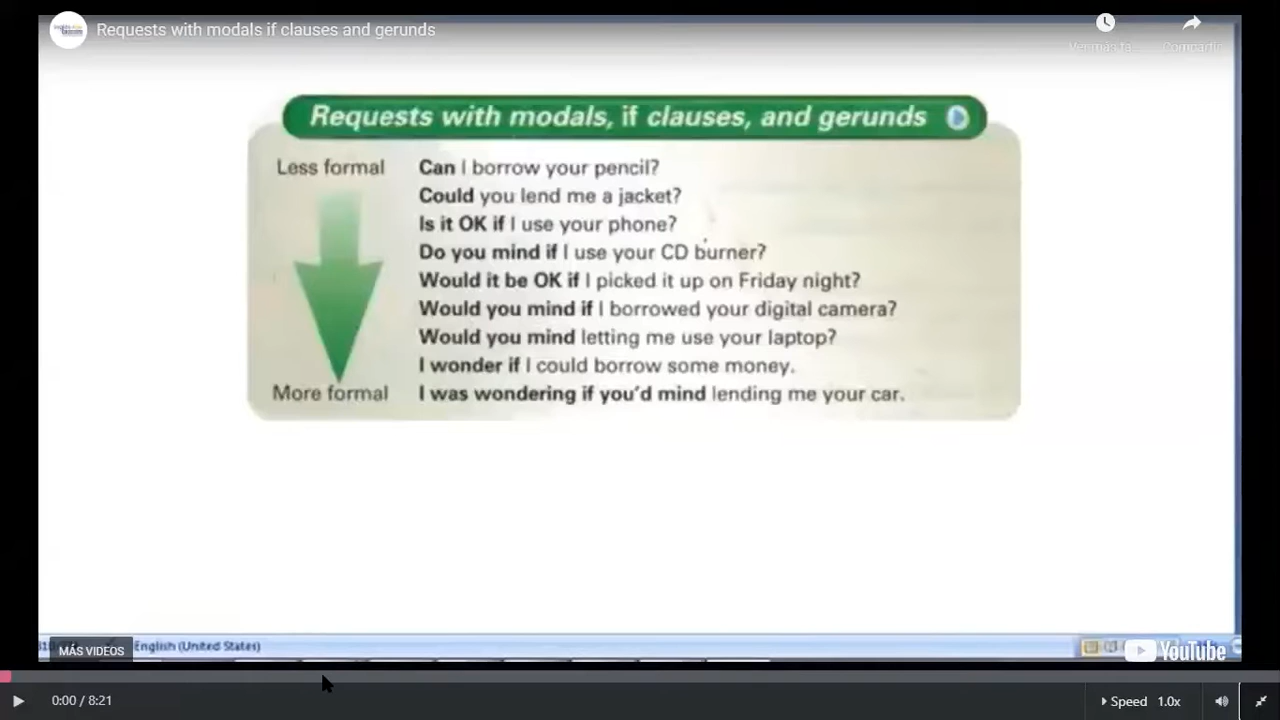 Requests with modals if clauses and gerunds
Ver más ta...
Compartir
Requests with modals, if clauses, and gerunds
Less formal
Can I borrow your pencil?
Could you lend me a jacket?
Is it OK if I use your phone?
Do you mind if I use your CD burner?
Would it be OK if I picked it up on Friday night?
Would you mind if I borrowed your digital camera?
Would you mind letting me use your laptop?
I wonder if I could borrow some money.
More formal
I was wondering if you'd mind lending me your car.
English (United States)
MÁS VIDEOS
YouTube
0:00 / 8:21
Speed 1.0x